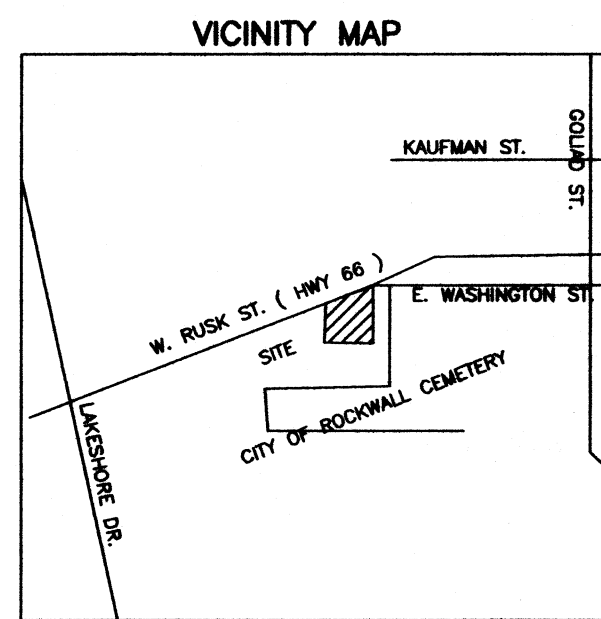 VICINITY MAP
GOLIAD ST.
KAUFMAN ST.
W. RUSK ST. ( HWY 66 )
E. WASHINGTON ST.
SITE
CITY OF ROCKWALL CEMETERY
LAKESHORE DR.